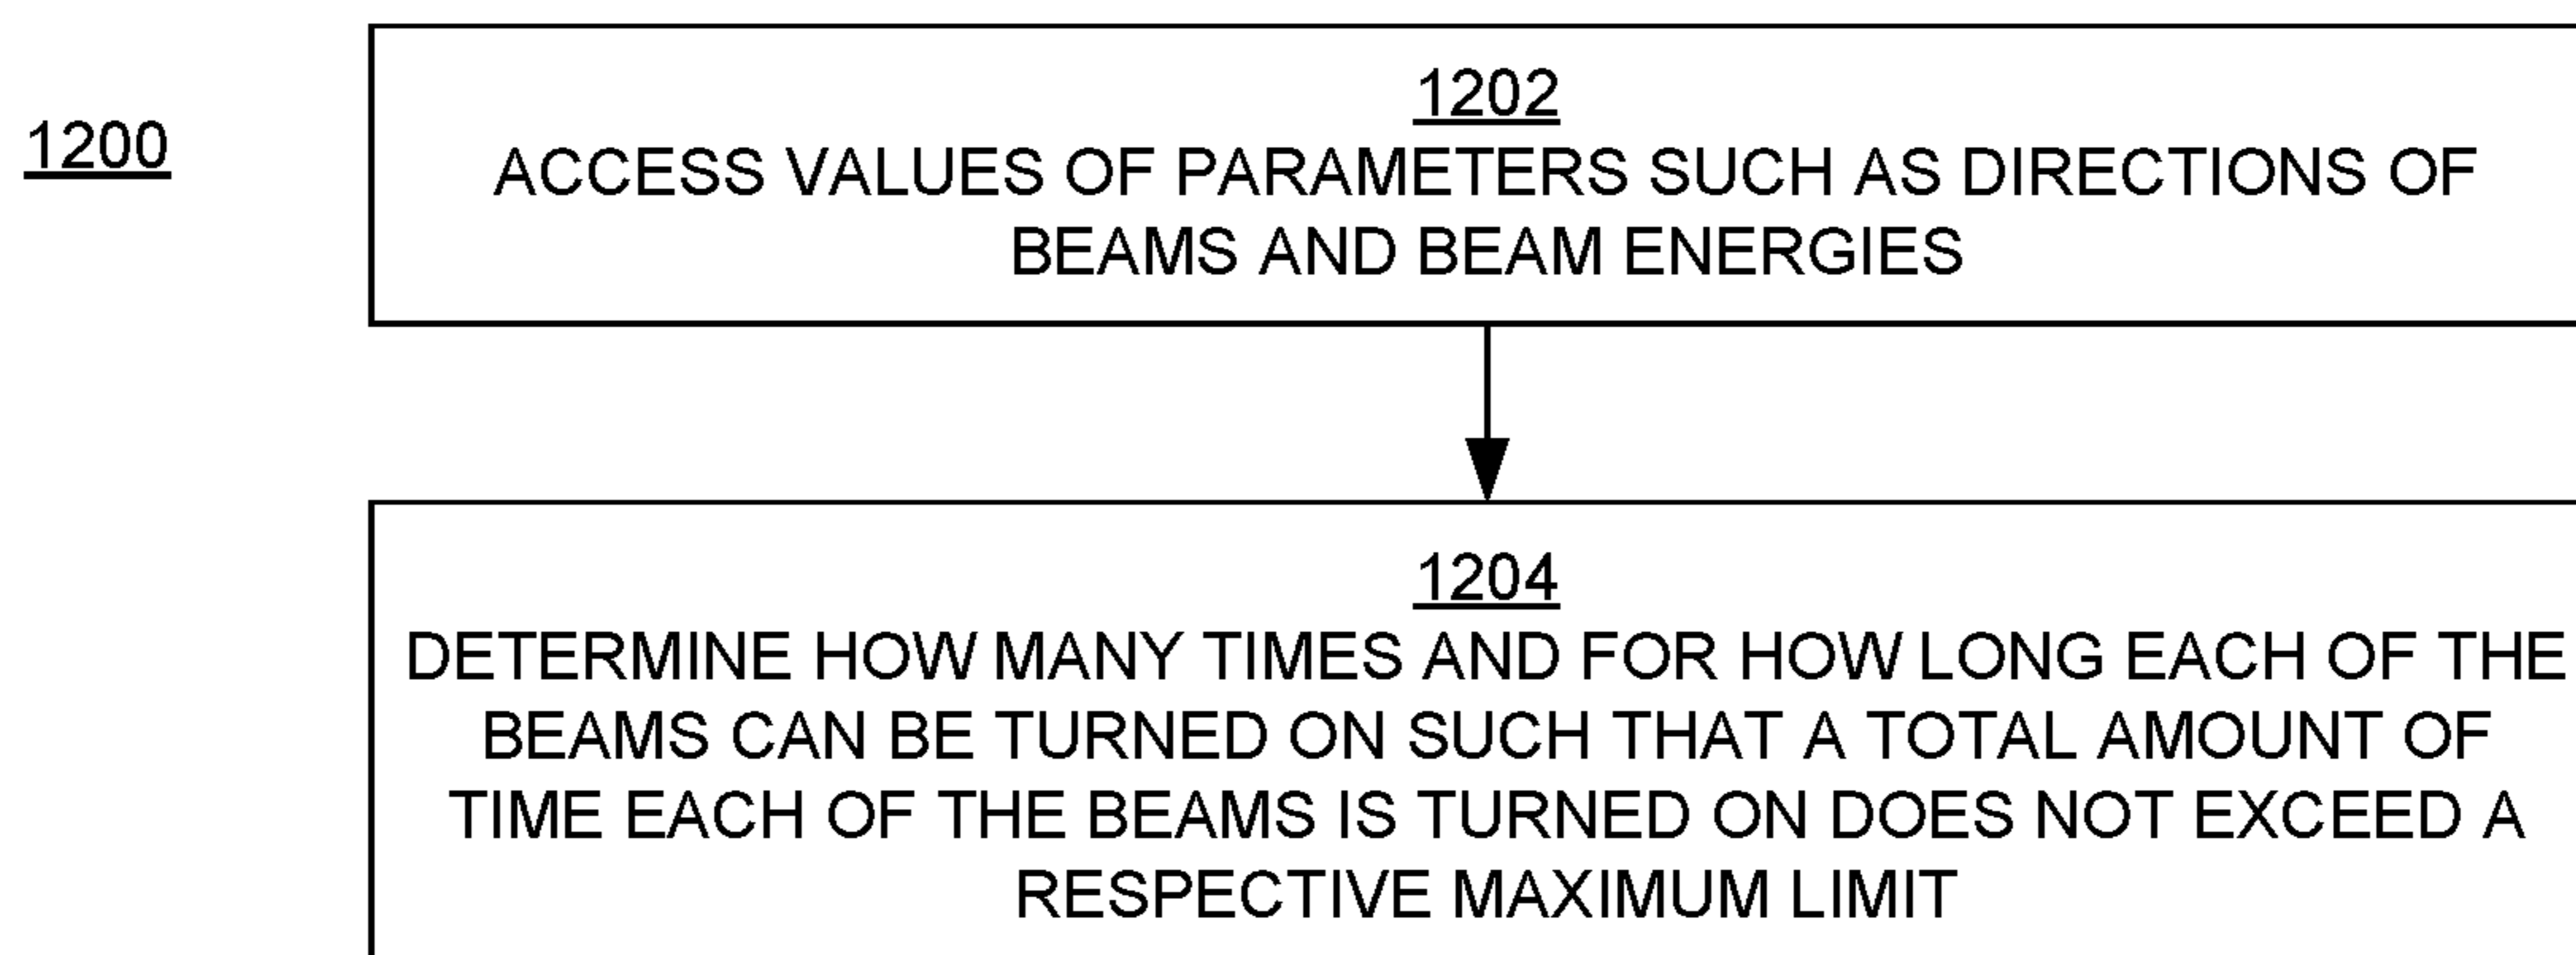 1200
1202
ACCESS VALUES OF PARAMETERS SUCH AS DIRECTIONS OF
BEAMS AND BEAM ENERGIES
1204
DETERMINE HOW MANY TIMES AND FOR HOW LONG EACH OF THE
BEAMS CAN BE TURNED ON SUCH THAT A TOTAL AMOUNT OF
TIME EACH OF THE BEAMS IS TURNED ON DOES NOT EXCEED A
RESPECTIVE MAXIMUM LIMIT